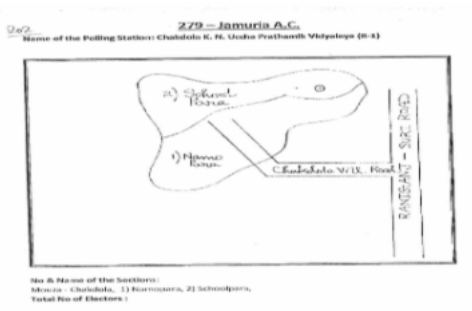 279 – Jamuria A.C.
202
Name of the Polling Station: Chakdola K. N. Uccha Prathamik Vidyalaya (R-1)
2) School
Para
1) Namo
Para
Chakdola Vill. Road
RANIGANJ – SURI ROAD
No & Name of the Sections:
Mouza - Chakdola, 1) Namopara, 2) Schoolpara,
Total No of Electors :